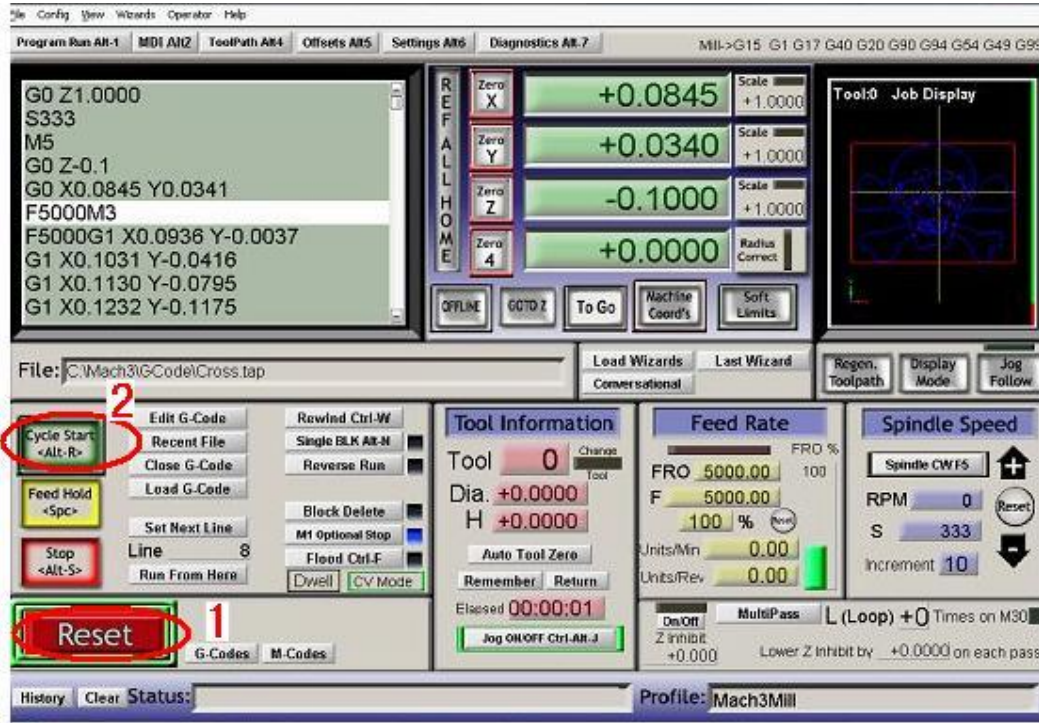 File Config View Wizards Operator Help
Program Run Alt-1 MDI Alt2 ToolPath Alt4 Offsets Alt5 Settings Alt6 Diagnostics Alt-7 Mill->G15 G1 G17 G40 G20 G90 G94 G54 G49 G99
G0 Z1.0000
S333
M5
G0 Z-0.1
G0 X0.0845 Y0.0341
F5000M3
F5000G1 X0.0936 Y-0.0037
G1 X0.1031 Y-0.0416
G1 X0.1130 Y-0.0795
G1 X0.1232 Y-0.1175
REF ALL HOME
Zero X +0.0845 Scale +1.0000
Zero Y +0.0340 Scale +1.0000
Zero Z -0.1000 Scale +1.0000
Zero 4 +0.0000 Radius Correct
OFFLINE GOTO Z To Go Machine Coord's Soft Limits
Tool:0 Job Display
File: C:\Mach3\GCode\Cross.tap
Load Wizards Last Wizard
Conversational
Regen. Toolpath Display Mode Jog Follow
2
Cycle Start <Alt-R>
Feed Hold <Spc>
Stop <Alt-S>
Edit G-Code
Recent File
Close G-Code
Load G-Code
Set Next Line
Line 8
Run From Here
Rewind Ctrl-W
Single BLK Alt-N
Reverse Run
Block Delete
M1 Optional Stop
Flood Ctrl-F
Dwell CV Mode
Reset
1
G-Codes M-Codes
Tool Information
Tool 0 Change Tool
Dia. +0.0000
H +0.0000
Auto Tool Zero
Remember Return
Elapsed 00:00:01
Jog ON/OFF Ctrl-Alt-J
Feed Rate
FRO %
FRO 5000.00 100
F 5000.00
100 % Reset
Units/Min 0.00
Units/Rev 0.00
Spindle Speed
Spindle CW F5
RPM 0 Reset
S 333
Increment 10
On/Off
Z Inhibit
+0.000
MultiPass L (Loop) +0 Times on M30
Lower Z Inhibit by +0.0000 on each pass
History Clear Status:
Profile: Mach3Mill